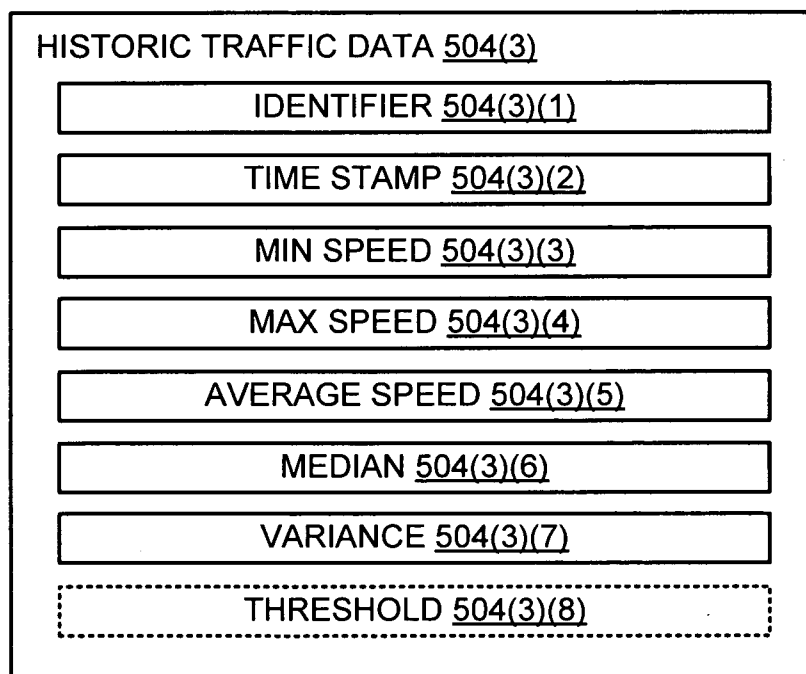 HISTORIC TRAFFIC DATA 504(3)
IDENTIFIER 504(3)(1)
TIME STAMP 504(3)(2)
MIN SPEED 504(3)(3)
MAX SPEED 504(3)(4)
AVERAGE SPEED 504(3)(5)
MEDIAN 504(3)(6)
VARIANCE 504(3)(7)
THRESHOLD 504(3)(8)